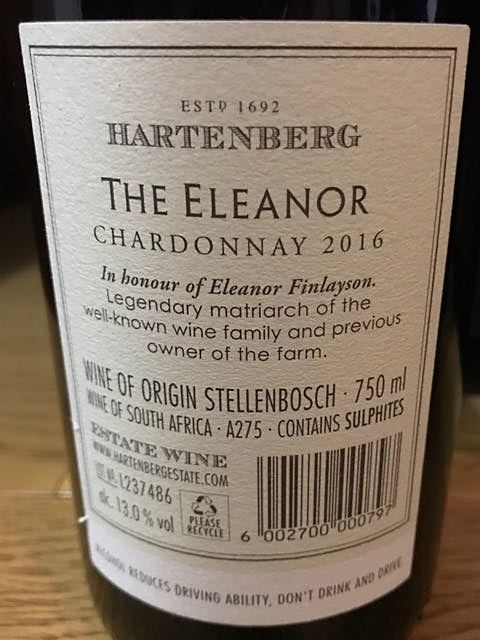 ESTD 1692
HARTENBERG
THE ELEANOR
CHARDONNAY 2016
In honour of Eleanor Finlayson.
Legendary matriarch of the
well-known wine family and previous
owner of the farm.
WINE OF ORIGIN STELLENBOSCH · 750 ml
WINE OF SOUTH AFRICA · A275 · CONTAINS SULPHITES
ESTATE WINE
WWW.HARTENBERGESTATE.COM
LOT №. L237486
alc. 13.0 % vol
PLEASE
RECYCLE
6 002700 000797
ALCOHOL REDUCES DRIVING ABILITY, DON'T DRINK AND DRIVE.